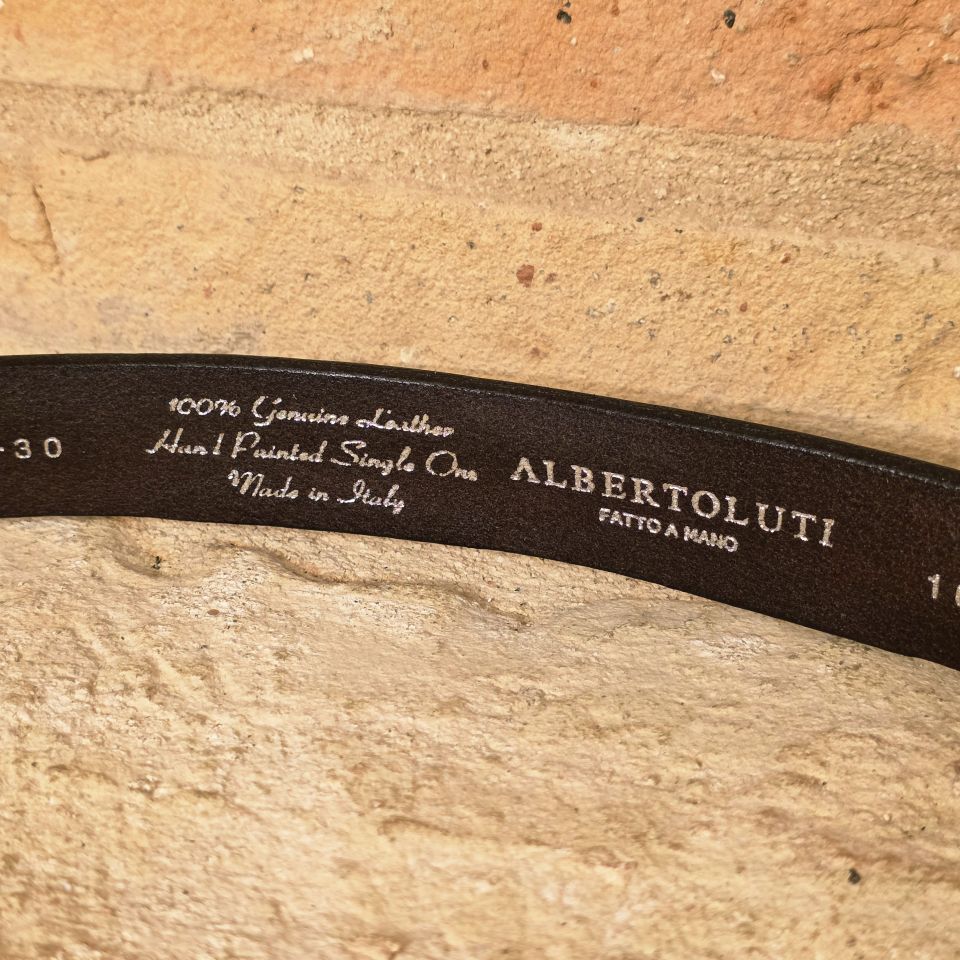 -30
100% Genuine Leather
Hand Painted Single One
Made in Italy
ALBERTOLUTI
FATTO A MANO